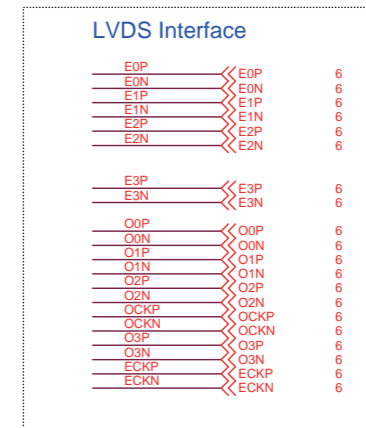 LVDS Interface
E0P E0P 6
E0N E0N 6
E1P E1P 6
E1N E1N 6
E2P E2P 6
E2N E2N 6
E3P E3P 6
E3N E3N 6
O0P O0P 6
O0N O0N 6
O1P O1P 6
O1N O1N 6
O2P O2P 6
O2N O2N 6
OCKP OCKP 6
OCKN OCKN 6
O3P O3P 6
O3N O3N 6
ECKP ECKP 6
ECKN ECKN 6